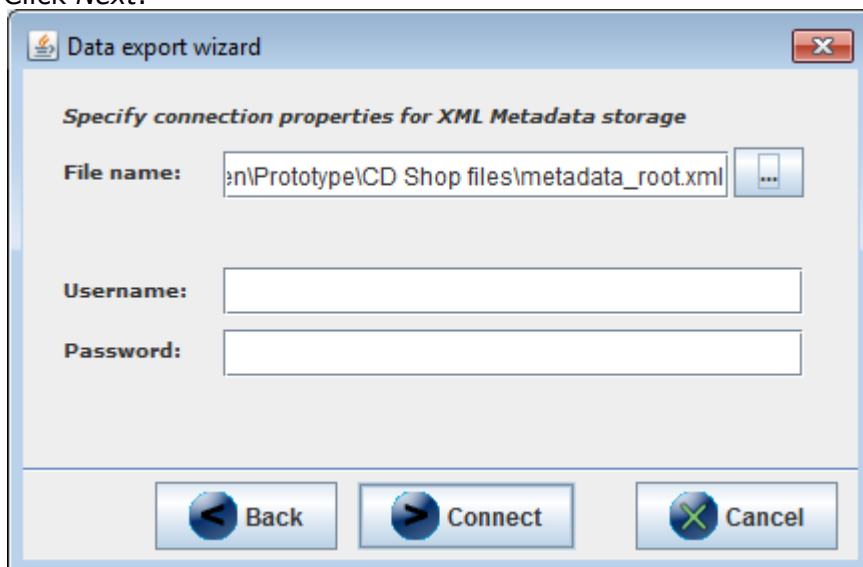 Click Next.
Data export wizard
Specify connection properties for XML Metadata storage
File name: en\Prototype\CD Shop files\metadata_root.xml ...
Username:
Password:
Back Connect Cancel